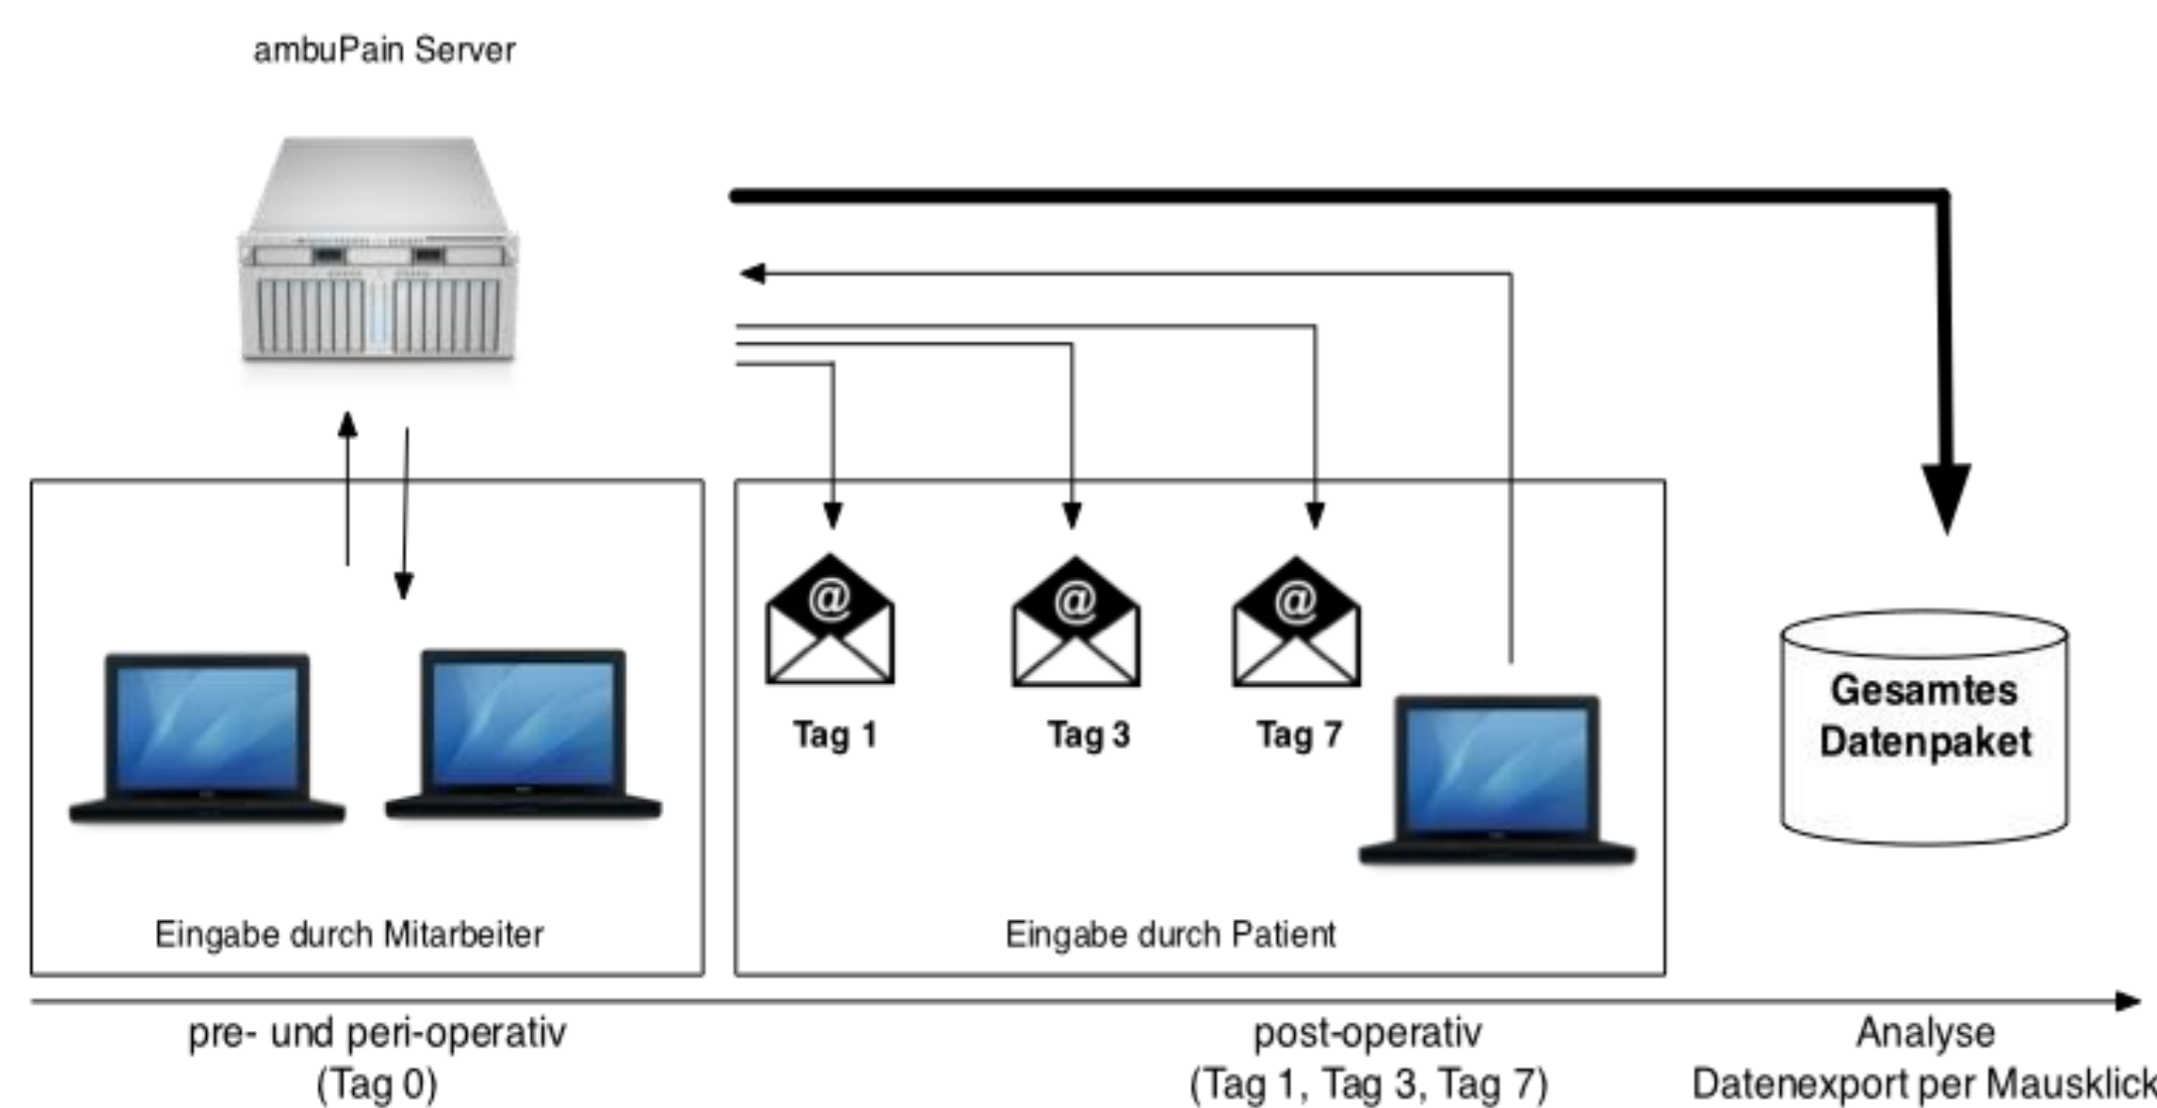 ambuPain Server
@
@
@
Tag 1
Tag 3
Tag 7
Gesamtes
Datenpaket
Eingabe durch Mitarbeiter
Eingabe durch Patient
pre- und peri-operativ
(Tag 0)
post-operativ
(Tag 1, Tag 3, Tag 7)
Analyse
Datenexport per Mausklick